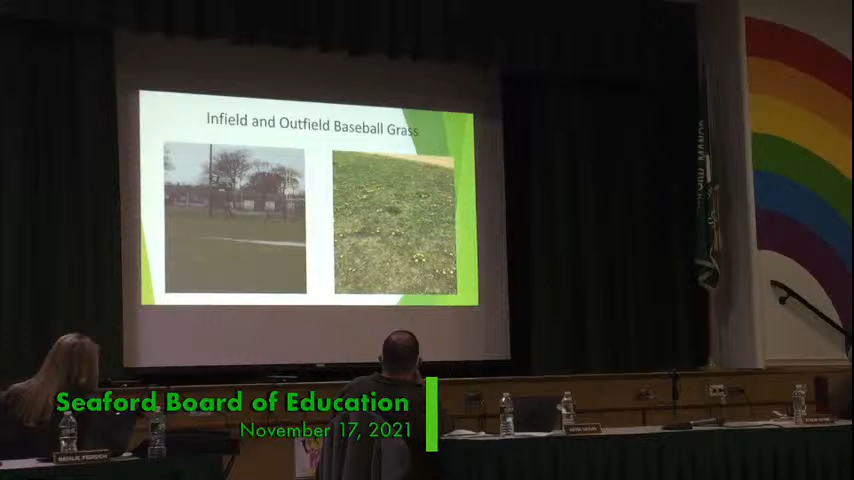 Infield and Outfield Baseball Grass
Seaford Board of Education
November 17, 2021